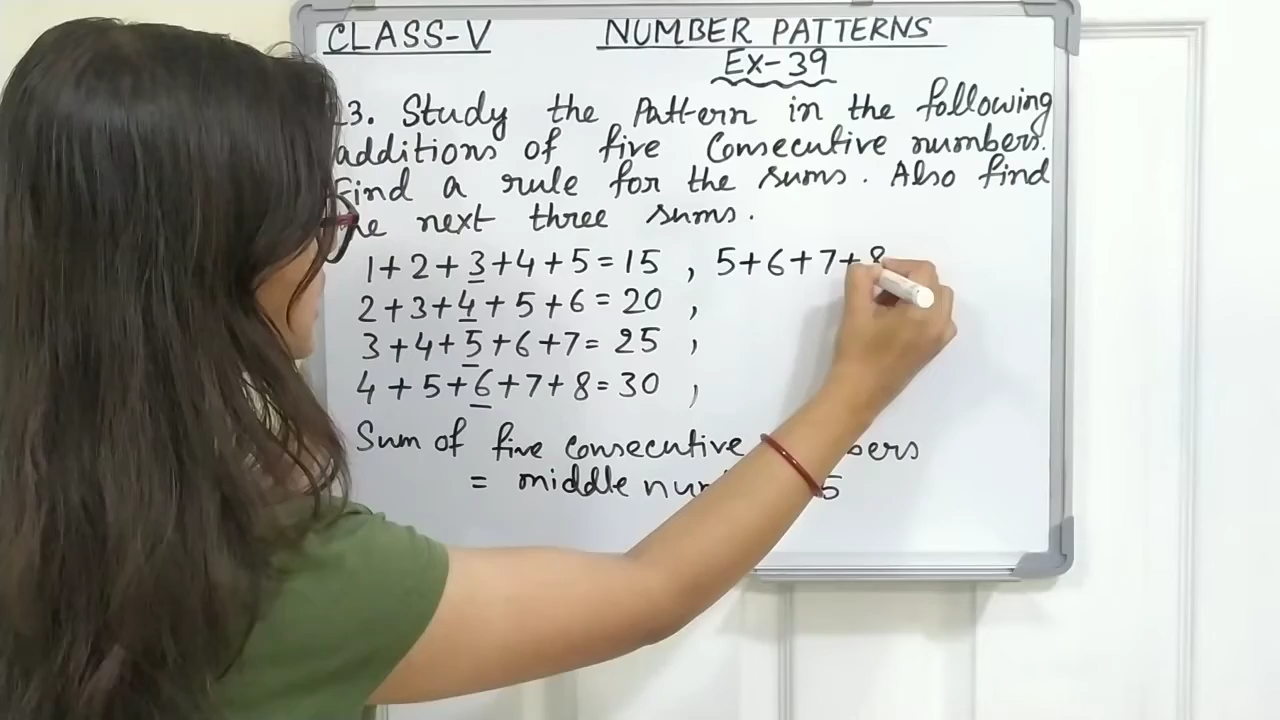 CLASS-V NUMBER PATTERNS
Ex-39
3. Study the Pattern in the following
additions of five Consecutive numbers.
Find a rule for the sums. Also find
next three sums.
1+2+3+4+5=15 , 5+6+7+8
2+3+4+5+6=20 ,
3+4+5+6+7=25 ,
4+5+6+7+8=30 ,
Sum of five consecutive
= middle 5